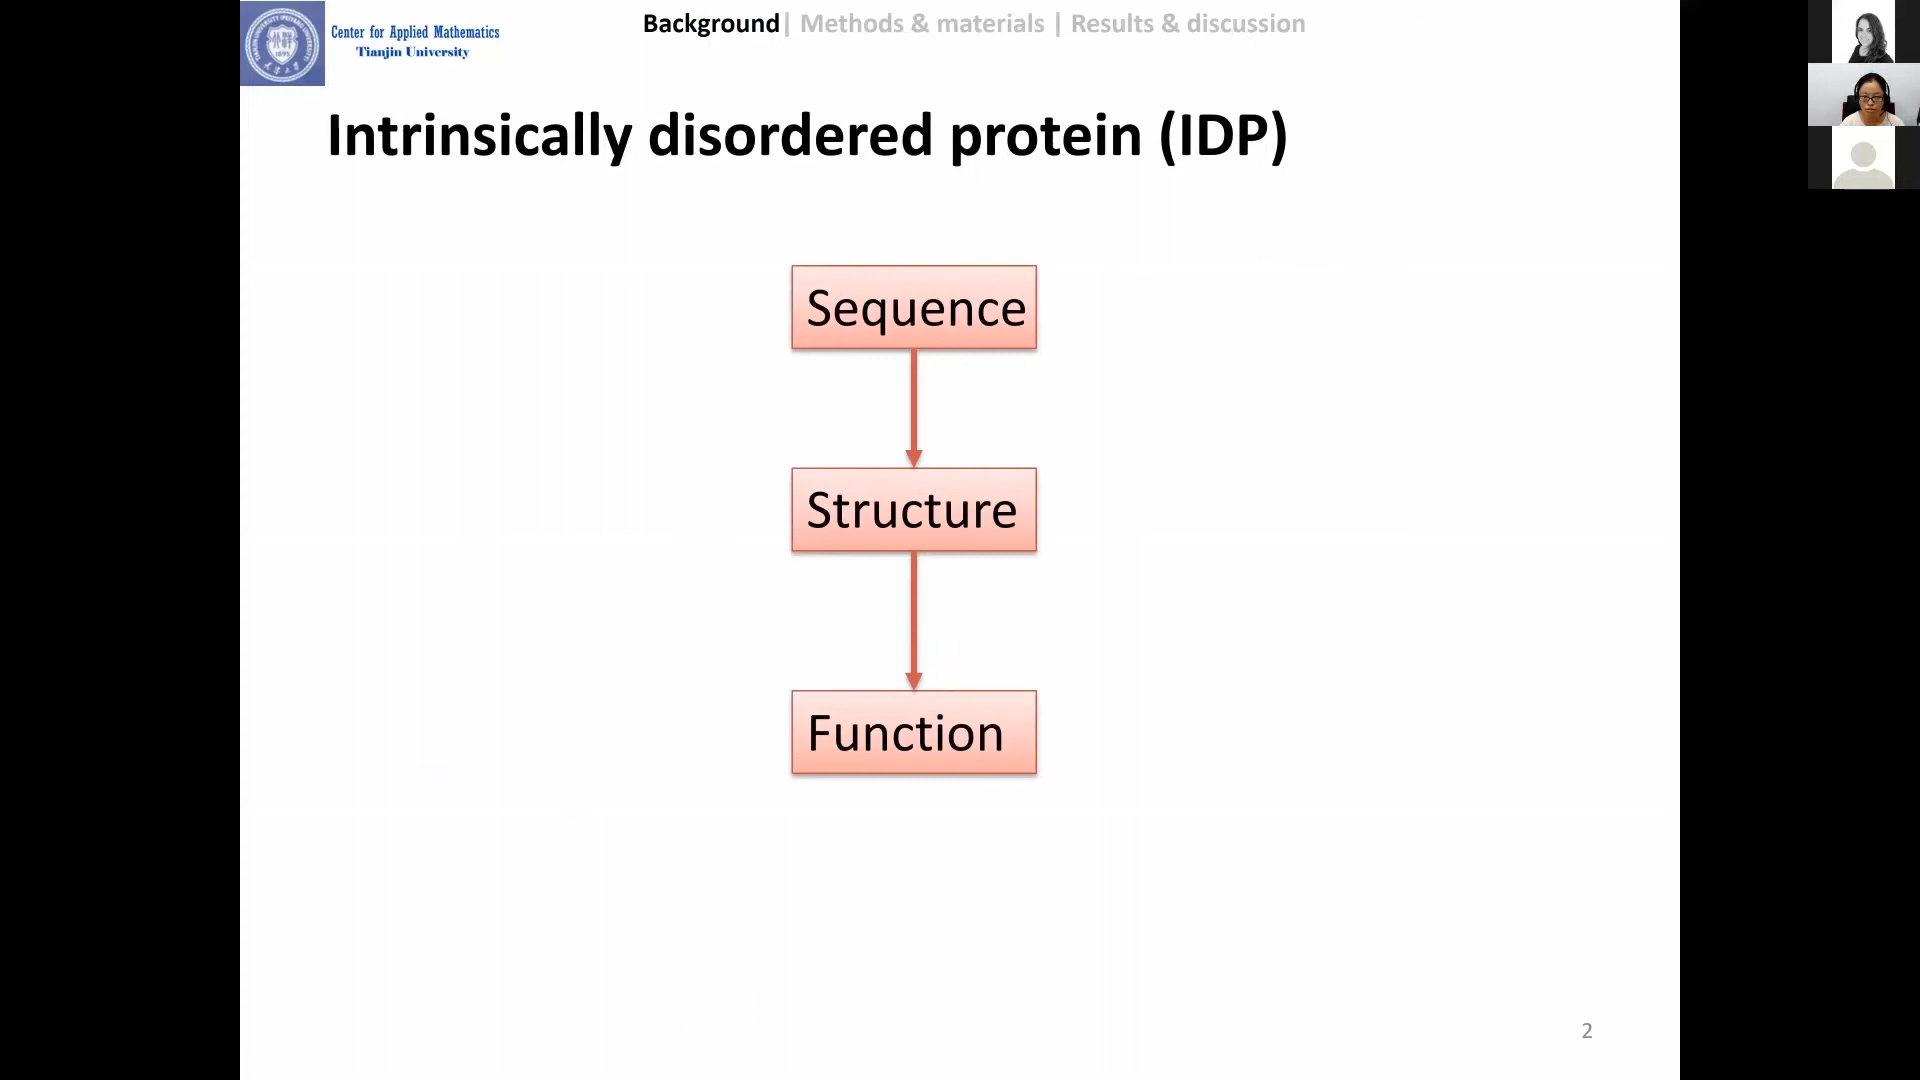 Center for Applied Mathematics
Tianjin University
Background| Methods & materials | Results & discussion
Intrinsically disordered protein (IDP)
Sequence
Structure
Function
2